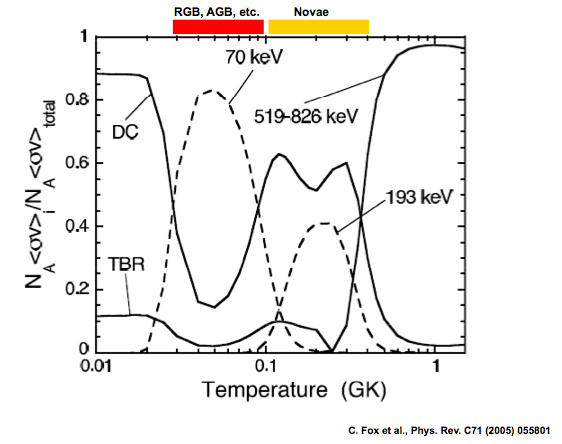 RGB, AGB, etc. Novae
70 keV
519-826 keV
DC
193 keV
TBR
N_A <σv>_i/N_A <σv>_total
1
0.8
0.6
0.4
0.2
0
0.01 0.1 1
Temperature (GK)
C. Fox et al., Phys. Rev. C71 (2005) 055801